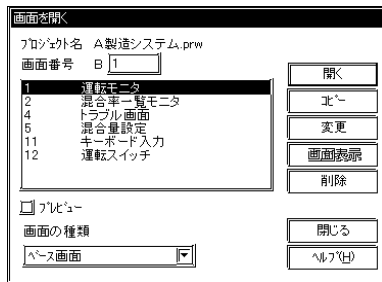 画面を開く
プロジェクト名 A製造システム.prw
画面番号 B 1
1 運転モニタ
2 混合率一覧モニタ
4 トラブル画面
5 混合量設定
11 キーボード入力
12 運転スイッチ
開く
コピー
変更
画面表示
削除
プレビュー
画面の種類
ベース画面
閉じる
ヘルプ(H)